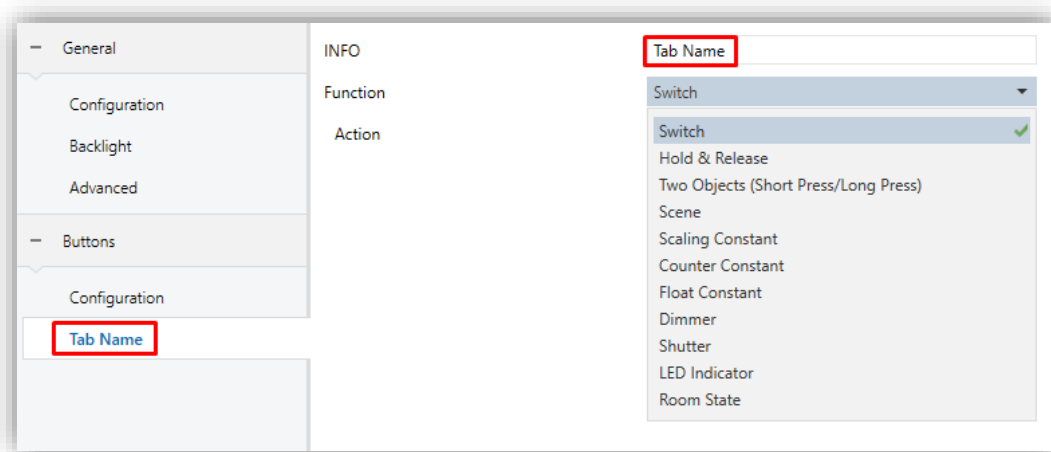 General
Configuration
Backlight
Advanced
Buttons
Configuration
Tab Name
INFO
Tab Name
Function
Switch
Action
Switch
Hold & Release
Two Objects (Short Press/Long Press)
Scene
Scaling Constant
Counter Constant
Float Constant
Dimmer
Shutter
LED Indicator
Room State